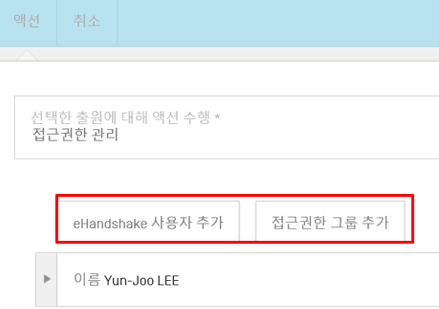 액션 취소
선택한 출원에 대해 액션 수행 *
접근권한 관리
eHandshake 사용자 추가 접근권한 그룹 추가
이름 Yun-Joo LEE